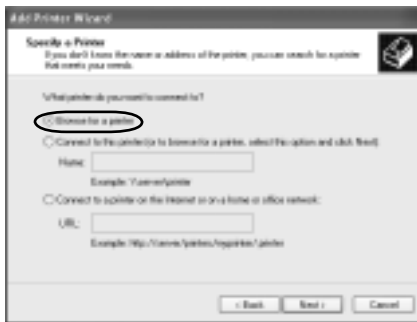 Add Printer Wizard
Specify a Printer
If you don't know the name or address of the printer, you can search for a printer
that meets your needs.
What printer do you want to connect to?
Browse for a printer
Connect to this printer (or to browse for a printer, select this option and click Next):
Name:
Example: \\server\printer
Connect to a printer on the Internet or on a home or office network:
URL:
Example: http://server/printers/myprinter/.printer
< Back
Next >
Cancel